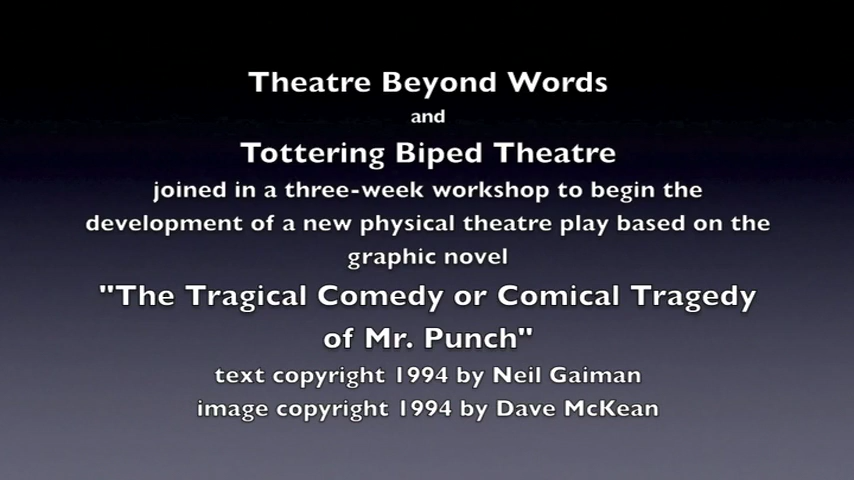 Theatre Beyond Words
and
Tottering Biped Theatre
joined in a three-week workshop to begin the
development of a new physical theatre play based on the
graphic novel
"The Tragical Comedy or Comical Tragedy
of Mr. Punch"
text copyright 1994 by Neil Gaiman
image copyright 1994 by Dave McKean